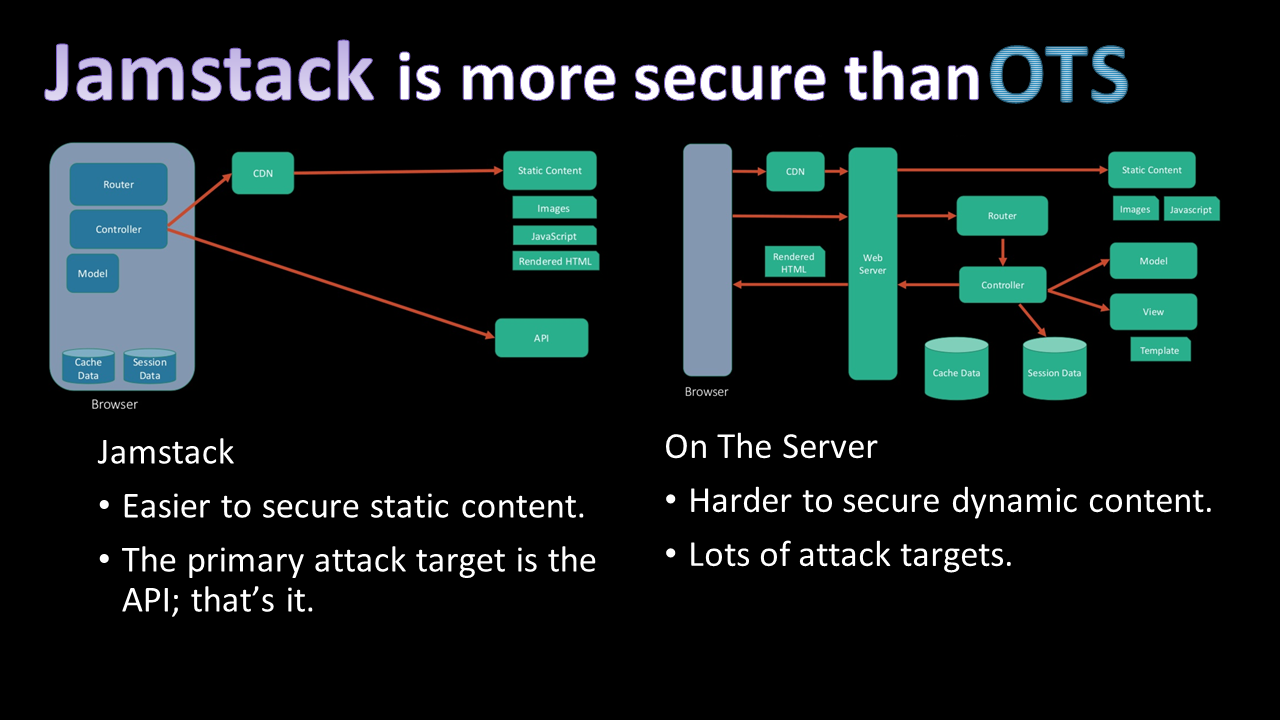 Jamstack is more secure than OTS
Router
Controller
Model
Cache
Data
Session
Data
Browser
CDN
Static Content
Images
JavaScript
Rendered HTML
API
CDN
Rendered
HTML
Web
Server
Browser
Static Content
Images
Javascript
Router
Controller
Model
View
Template
Cache Data
Session Data
Jamstack
• Easier to secure static content.
• The primary attack target is the
API; that’s it.
On The Server
• Harder to secure dynamic content.
• Lots of attack targets.